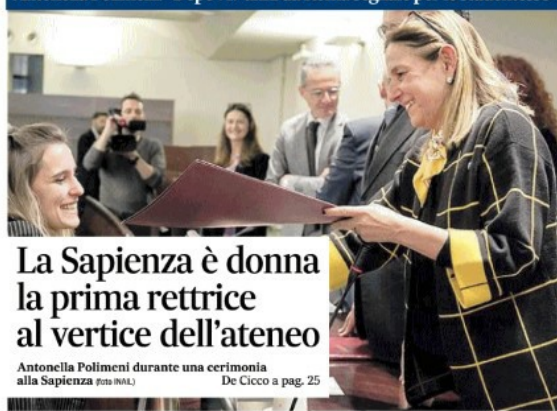 La Sapienza è donna
la prima rettrice
al vertice dell'ateneo
Antonella Polimeni durante una cerimonia
alla Sapienza (foto INAIL) De Cicco a pag. 25